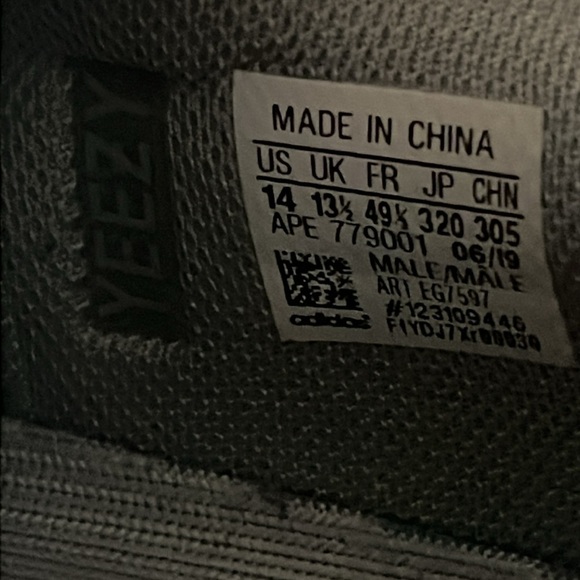 YEEZY
MADE IN CHINA
US UK FR JP CHN
14 13½ 49⅓ 320 305
APE 779001 06/19
MALE/MALE
ART EG7597
#123109446
adidas